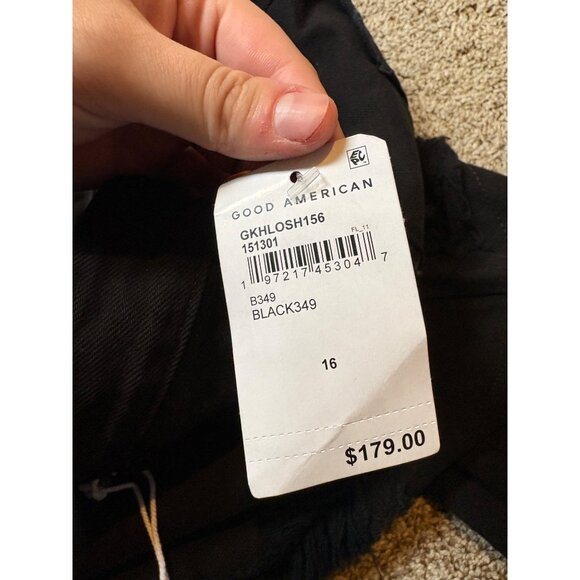 GOOD AMERICAN
GKHLOSH156
151301
FL_11
1 97217 45304 7
B349
BLACK349
16
$179.00